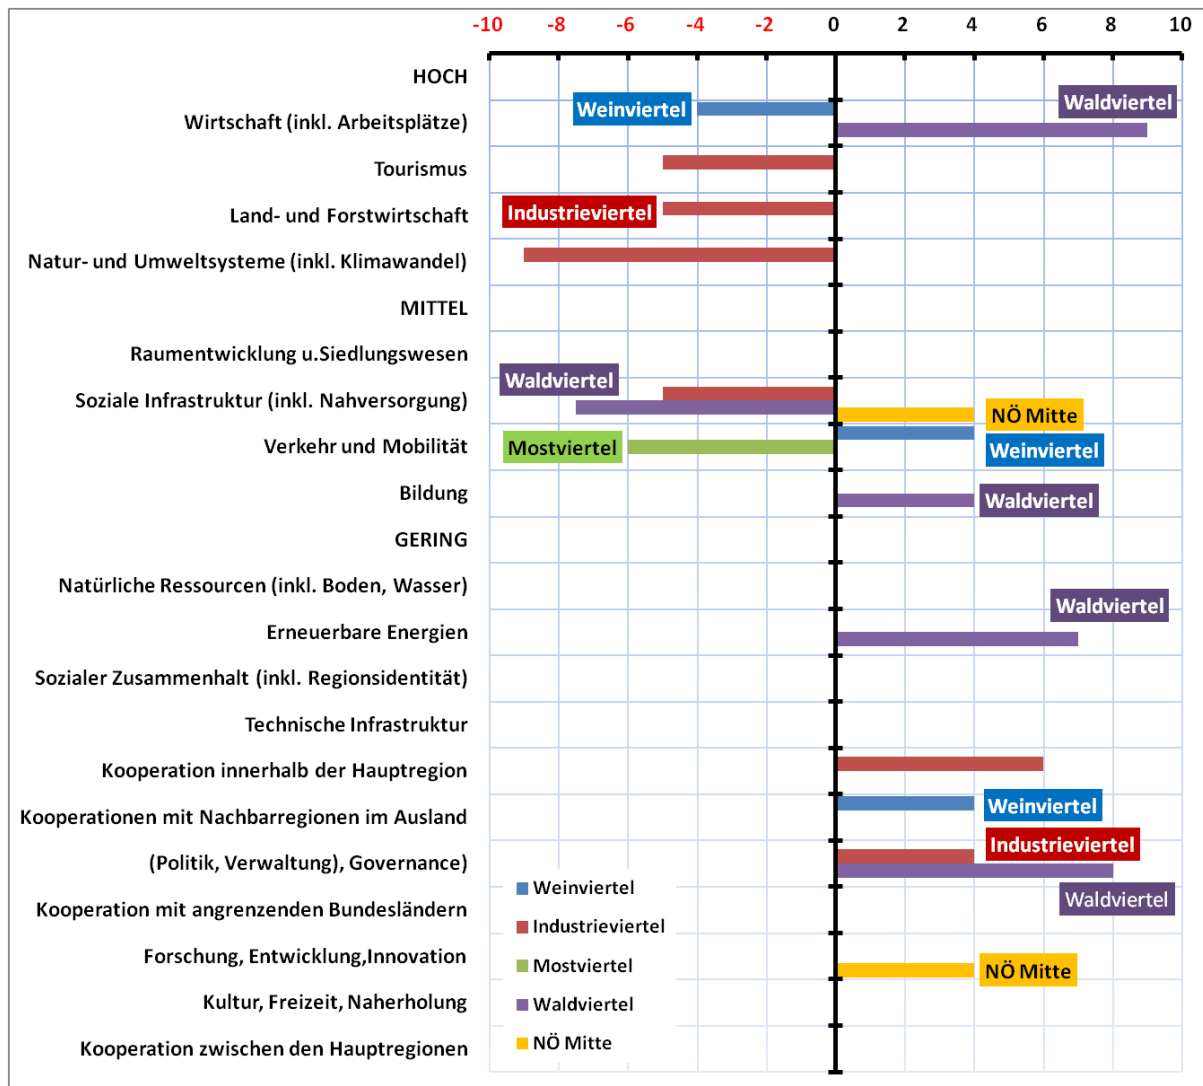 -10 -8 -6 -4 -2 0 2 4 6 8 10
HOCH
Weinviertel
Waldviertel
Wirtschaft (inkl. Arbeitsplätze)
Tourismus
Land- und Forstwirtschaft
Industrieviertel
Natur- und Umweltsysteme (inkl. Klimawandel)
MITTEL
Raumentwicklung u.Siedlungswesen
Waldviertel
Soziale Infrastruktur (inkl. Nahversorgung)
NÖ Mitte
Verkehr und Mobilität
Mostviertel
Weinviertel
Bildung
Waldviertel
GERING
Natürliche Ressourcen (inkl. Boden, Wasser)
Waldviertel
Erneuerbare Energien
Sozialer Zusammenhalt (inkl. Regionsidentität)
Technische Infrastruktur
Kooperation innerhalb der Hauptregion
Kooperationen mit Nachbarregionen im Ausland
Weinviertel
Industrieviertel
(Politik, Verwaltung), Governance)
Waldviertel
Kooperation mit angrenzenden Bundesländern
Forschung, Entwicklung,Innovation
NÖ Mitte
Kultur, Freizeit, Naherholung
Kooperation zwischen den Hauptregionen
Weinviertel
Industrieviertel
Mostviertel
Waldviertel
NÖ Mitte